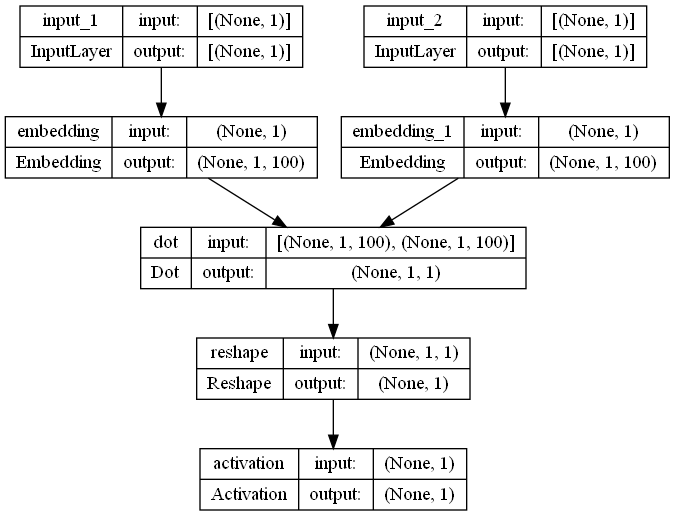 input_1 input: [(None, 1)] input_2 input: [(None, 1)]
InputLayer output: [(None, 1)] InputLayer output: [(None, 1)]
embedding input: (None, 1) embedding_1 input: (None, 1)
Embedding output: (None, 1, 100) Embedding output: (None, 1, 100)
dot input: [(None, 1, 100), (None, 1, 100)]
Dot output: (None, 1, 1)
reshape input: (None, 1, 1)
Reshape output: (None, 1)
activation input: (None, 1)
Activation output: (None, 1)